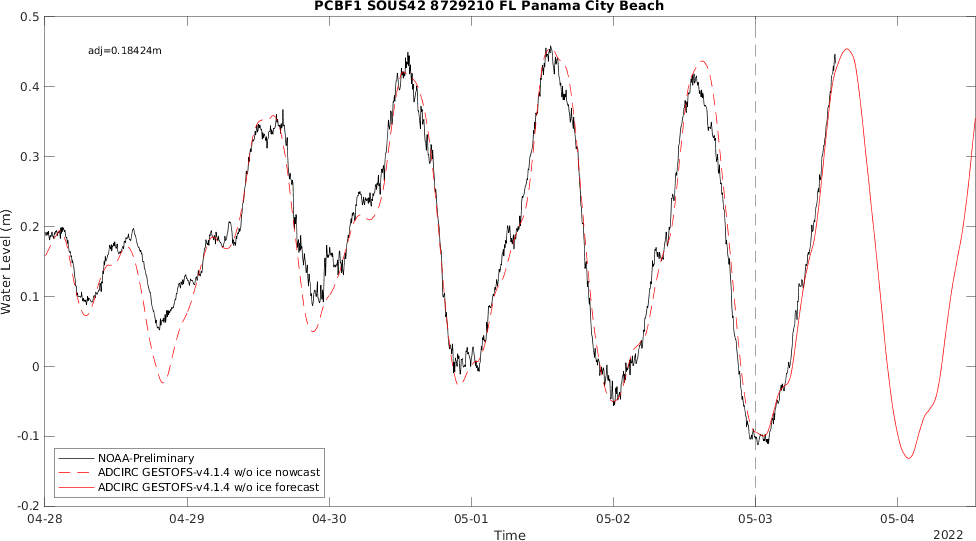 PCBF1 SOUS42 8729210 FL Panama City Beach
adj=0.18424m
0.5
0.4
0.3
0.2
0.1
0
-0.1
-0.2
Water Level (m)
NOAA-Preliminary
ADCIRC GESTOFS-v4.1.4 w/o ice nowcast
ADCIRC GESTOFS-v4.1.4 w/o ice forecast
04-28 04-29 04-30 05-01 05-02 05-03 05-04
Time
2022